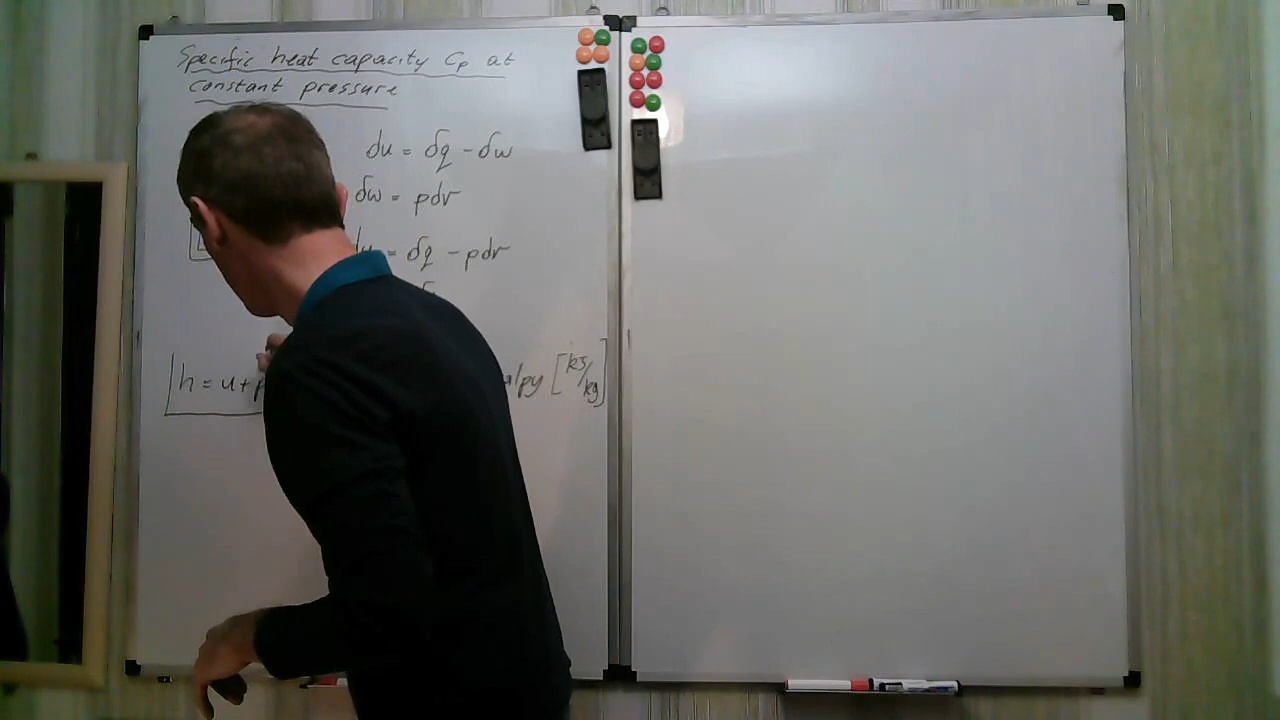 Specific heat capacity Cp at
constant pressure
du = δq - δw
δw = pdv
du = δq - pdv
h = u + p
alpy [kJ/kg]